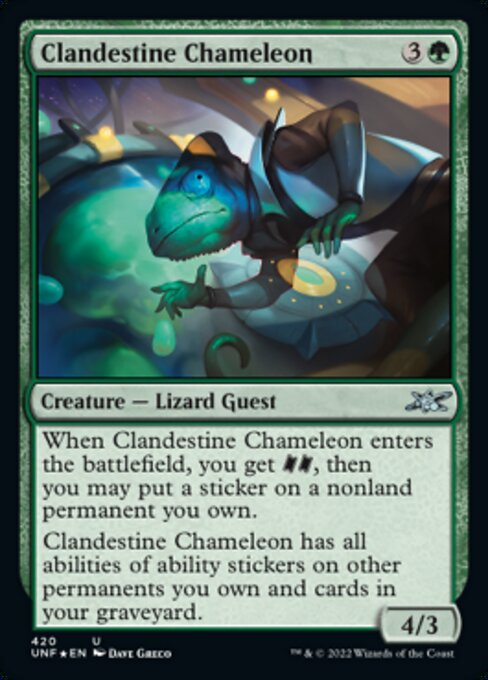 Clandestine Chameleon 3
Creature — Lizard Guest
When Clandestine Chameleon enters
the battlefield, you get , then
you may put a sticker on a nonland
permanent you own.
Clandestine Chameleon has all
abilities of ability stickers on other
permanents you own and cards in
your graveyard.
4/3
420 U
UNF★EN Dave Greco
™ & © 2022 Wizards of the Coast